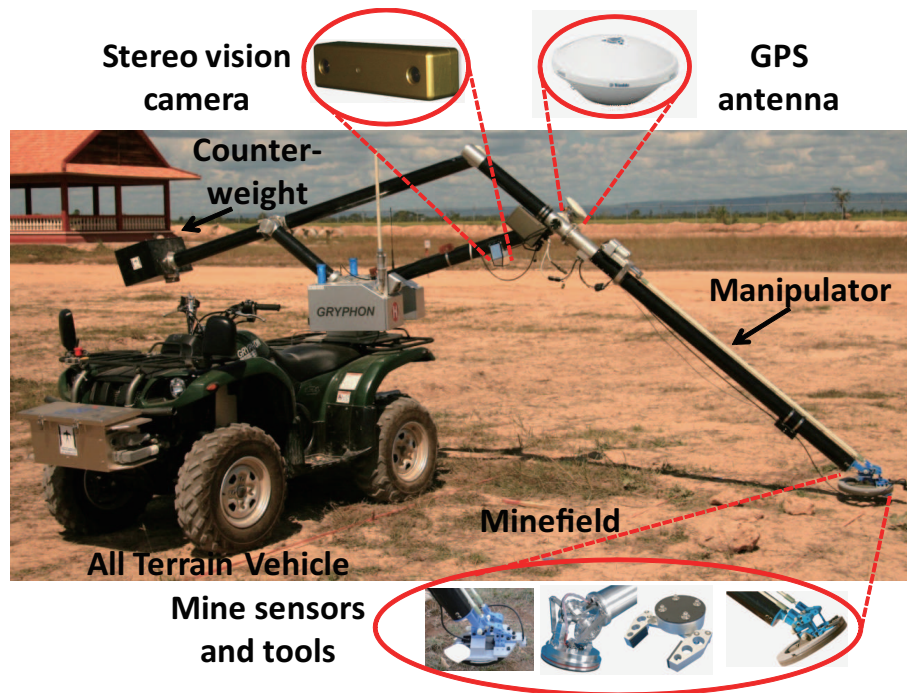 Stereo vision
camera
GPS
antenna
Counter-
weight
GRYPHON
Manipulator
Minefield
All Terrain Vehicle
Mine sensors
and tools